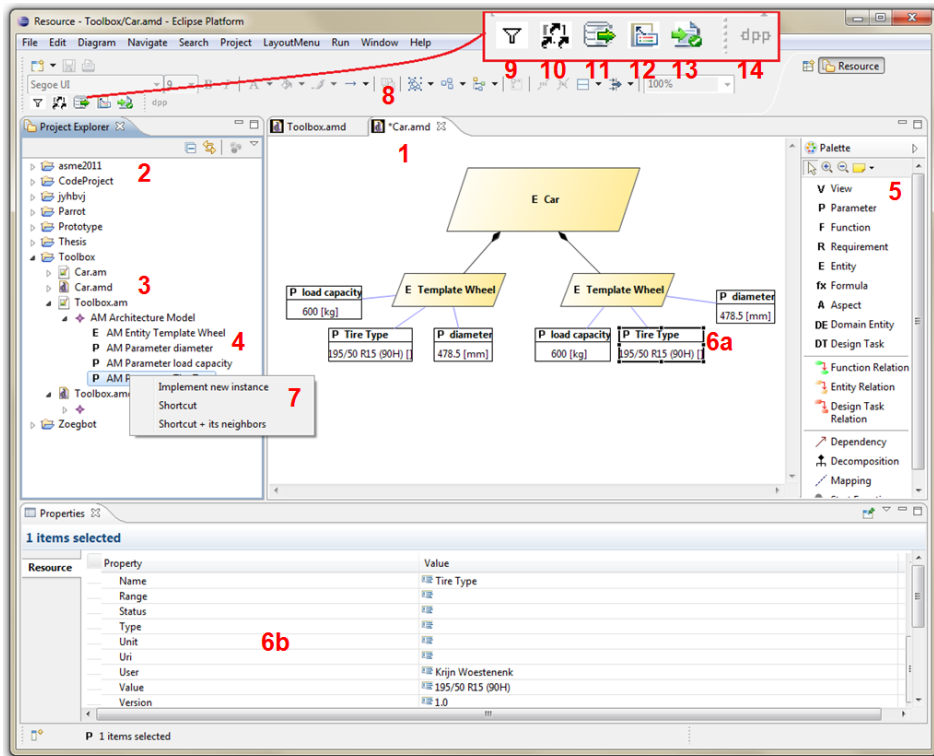 Resource - Toolbox/Car.amd - Eclipse Platform
File Edit Diagram Navigate Search Project LayoutMenu Run Window Help
dpp
9 10 11 12 13 14
Resource
Segoe UI 9 B I A 8 100%
dpp
Project Explorer
2
asme2011
CodeProject
jyhbvj
Parrot
Prototype
Thesis
Toolbox
Car.am
Car.amd
3
Toolbox.am
AM Architecture Model
E AM Entity Template Wheel
4
P AM Parameter diameter
P AM Parameter load capacity
P AM
Toolbox.amd
Zoegbot
Implement new instance
Shortcut
Shortcut + its neighbors
7
Toolbox.amd
*Car.amd
1
E Car
E Template Wheel
E Template Wheel
P load capacity
600 [kg]
P Tire Type
195/50 R15 (90H) []
P diameter
478.5 [mm]
P load capacity
600 [kg]
P Tire Type
195/50 R15 (90H) []
P diameter
478.5 [mm]
6a
Palette
5
V View
P Parameter
F Function
R Requirement
E Entity
fx Formula
A Aspect
DE Domain Entity
DT Design Task
Function Relation
Entity Relation
Design Task
Relation
Dependency
Decomposition
Mapping
Properties
1 items selected
Resource
Property Value
Name Tire Type
Range
Status
Type
Unit
Uri
6b
User Krijn Woestenenk
Value 195/50 R15 (90H)
Version 1.0
P 1 items selected